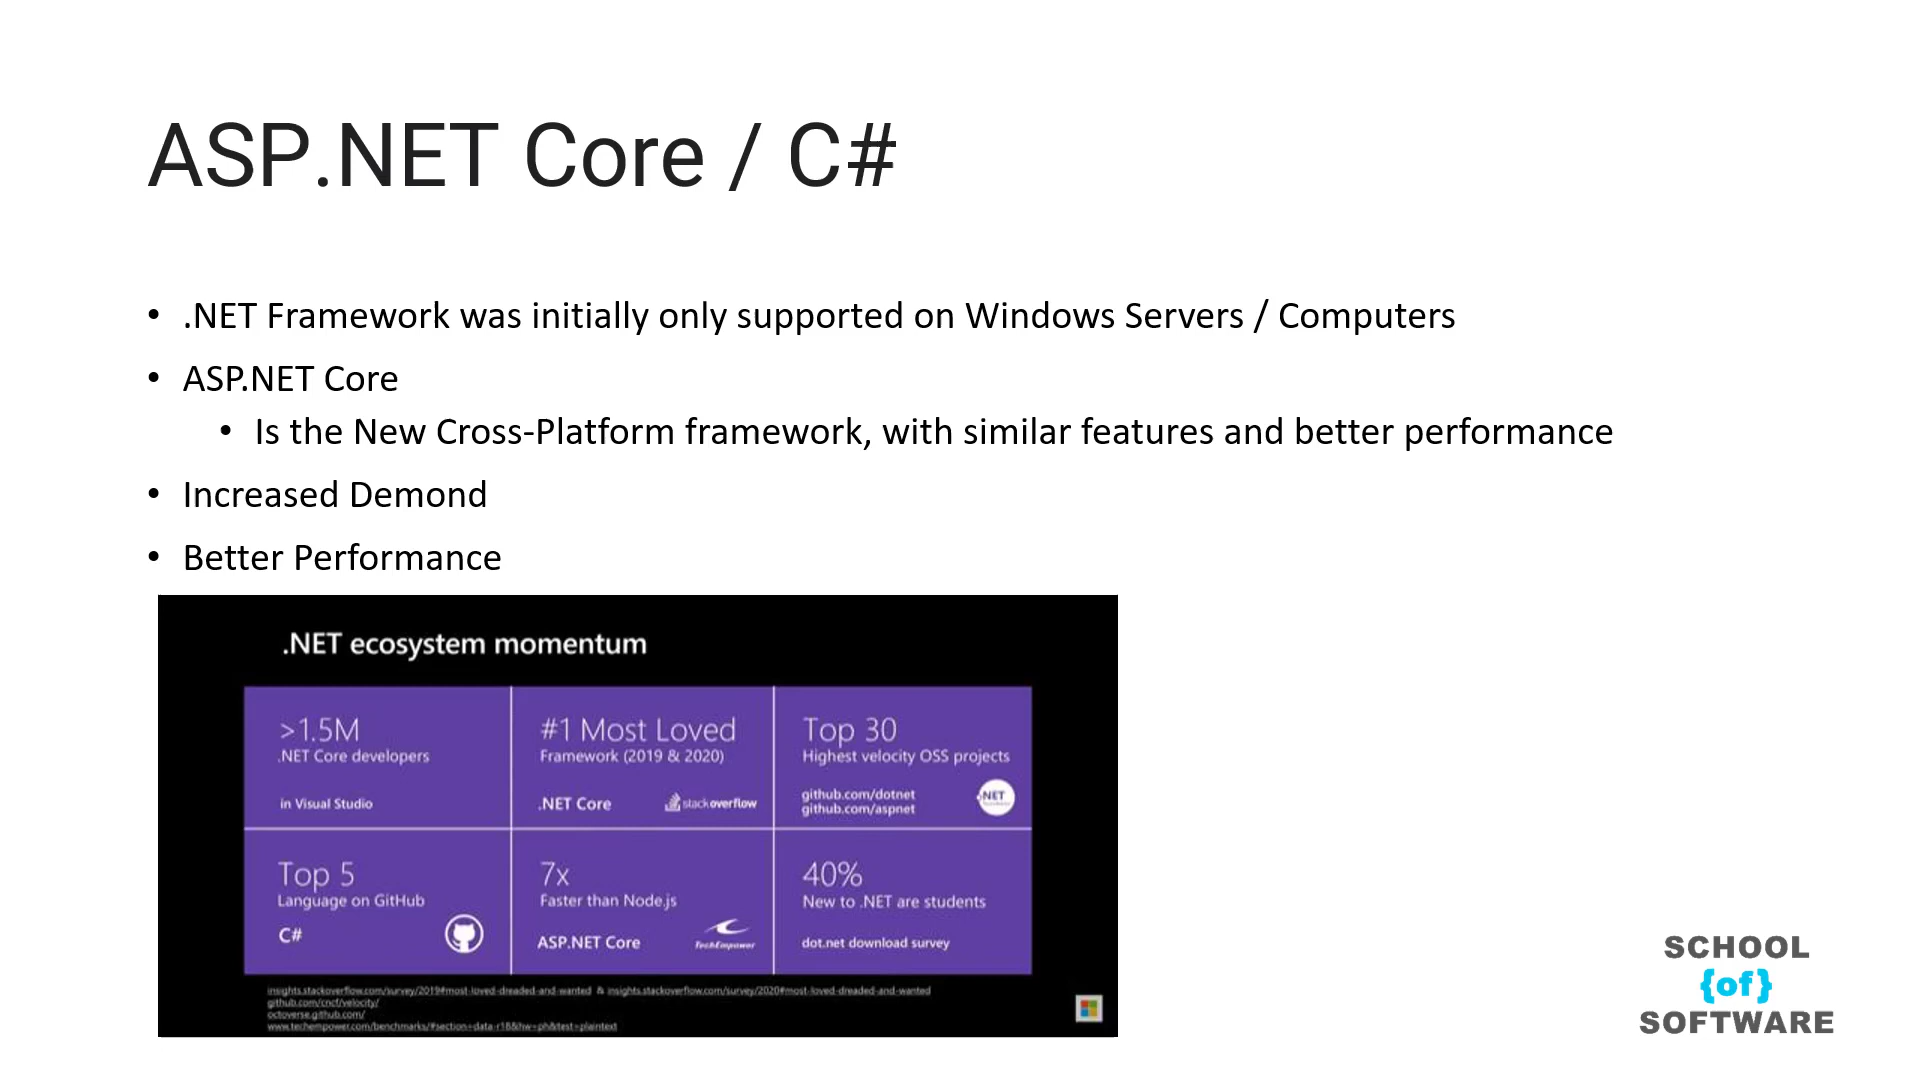 ASP.NET Core / C#
• .NET Framework was initially only supported on Windows Servers / Computers
• ASP.NET Core
• Is the New Cross-Platform framework, with similar features and better performance
• Increased Demond
• Better Performance
.NET ecosystem momentum
>1.5M
.NET Core developers
in Visual Studio
#1 Most Loved
Framework (2019 & 2020)
.NET Core
stackoverflow
Top 30
Highest velocity OSS projects
github.com/dotnet
github.com/aspnet
.NET
Top 5
Language on GitHub
C#
7x
Faster than Node.js
ASP.NET Core
TechEmpower
40%
New to .NET are students
dot.net download survey
insights.stackoverflow.com/survey/2019#most-loved-dreaded-and-wanted & insights.stackoverflow.com/survey/2020#most-loved-dreaded-and-wanted
github.com/cncf/velocity/
octoverse.github.com/
www.techempower.com/benchmarks/#section=data-r18&hw=ph&test=plaintext
SCHOOL
{of}
SOFTWARE